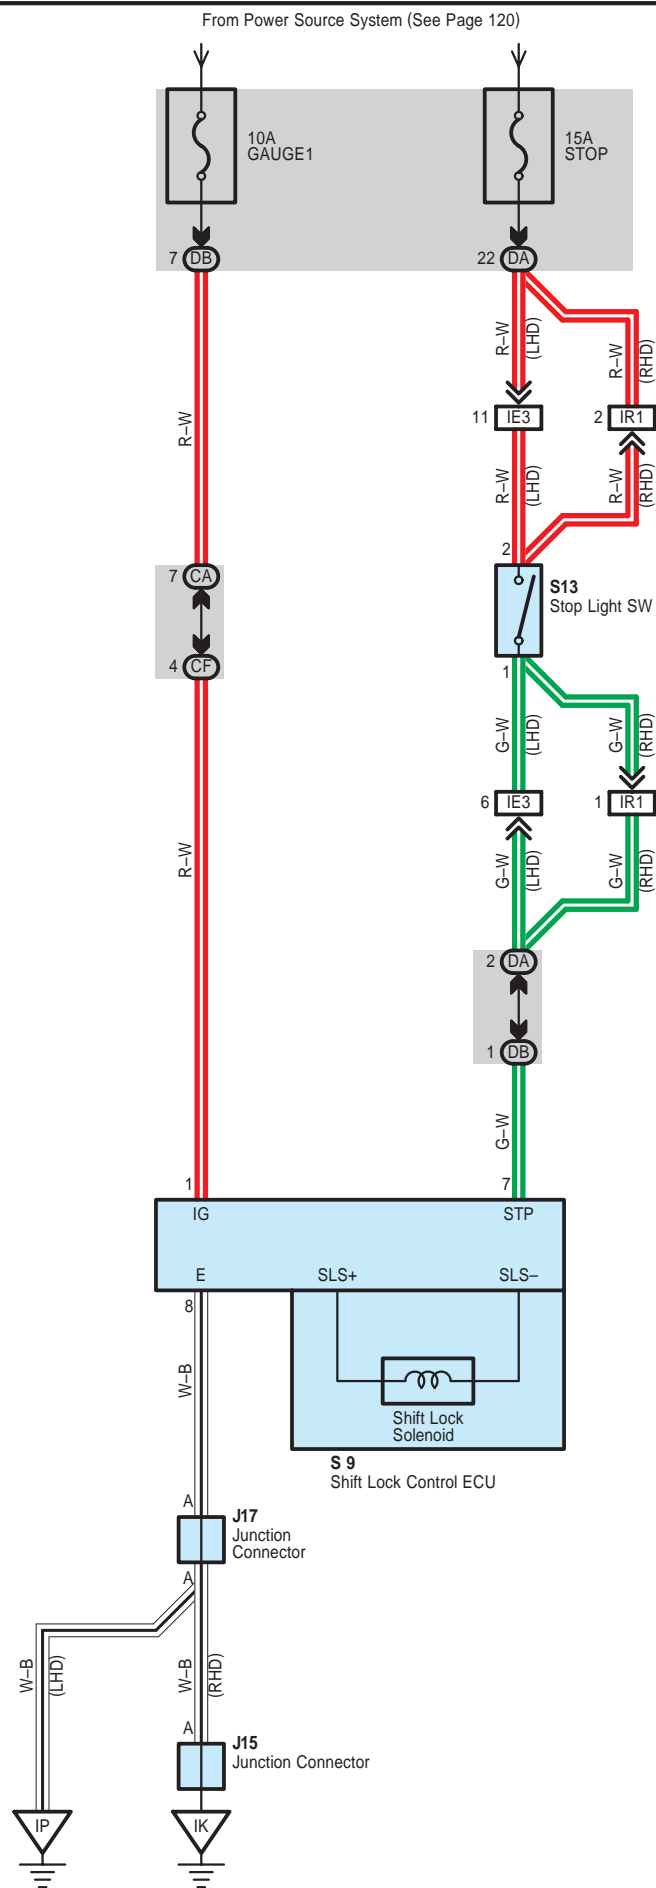 From Power Source System (See Page 120)
10A
GAUGE1
15A
STOP
7 DB
22 DA
R–W
(LHD)
R–W
(RHD)
11 IE3
2 IR1
R–W
R–W
(LHD)
R–W
(RHD)
2
7 CA
S13
Stop Light SW
4 CF
1
G–W
(LHD)
G–W
(RHD)
6 IE3
1 IR1
R–W
G–W
(LHD)
G–W
(RHD)
2 DA
1 DB
G–W
1
7
IG
STP
E
SLS+
SLS–
8
W–B
Shift Lock
Solenoid
S 9
Shift Lock Control ECU
A
J17
Junction
Connector
A
W–B
(LHD)
W–B
(RHD)
A
J15
Junction Connector
IP
IK